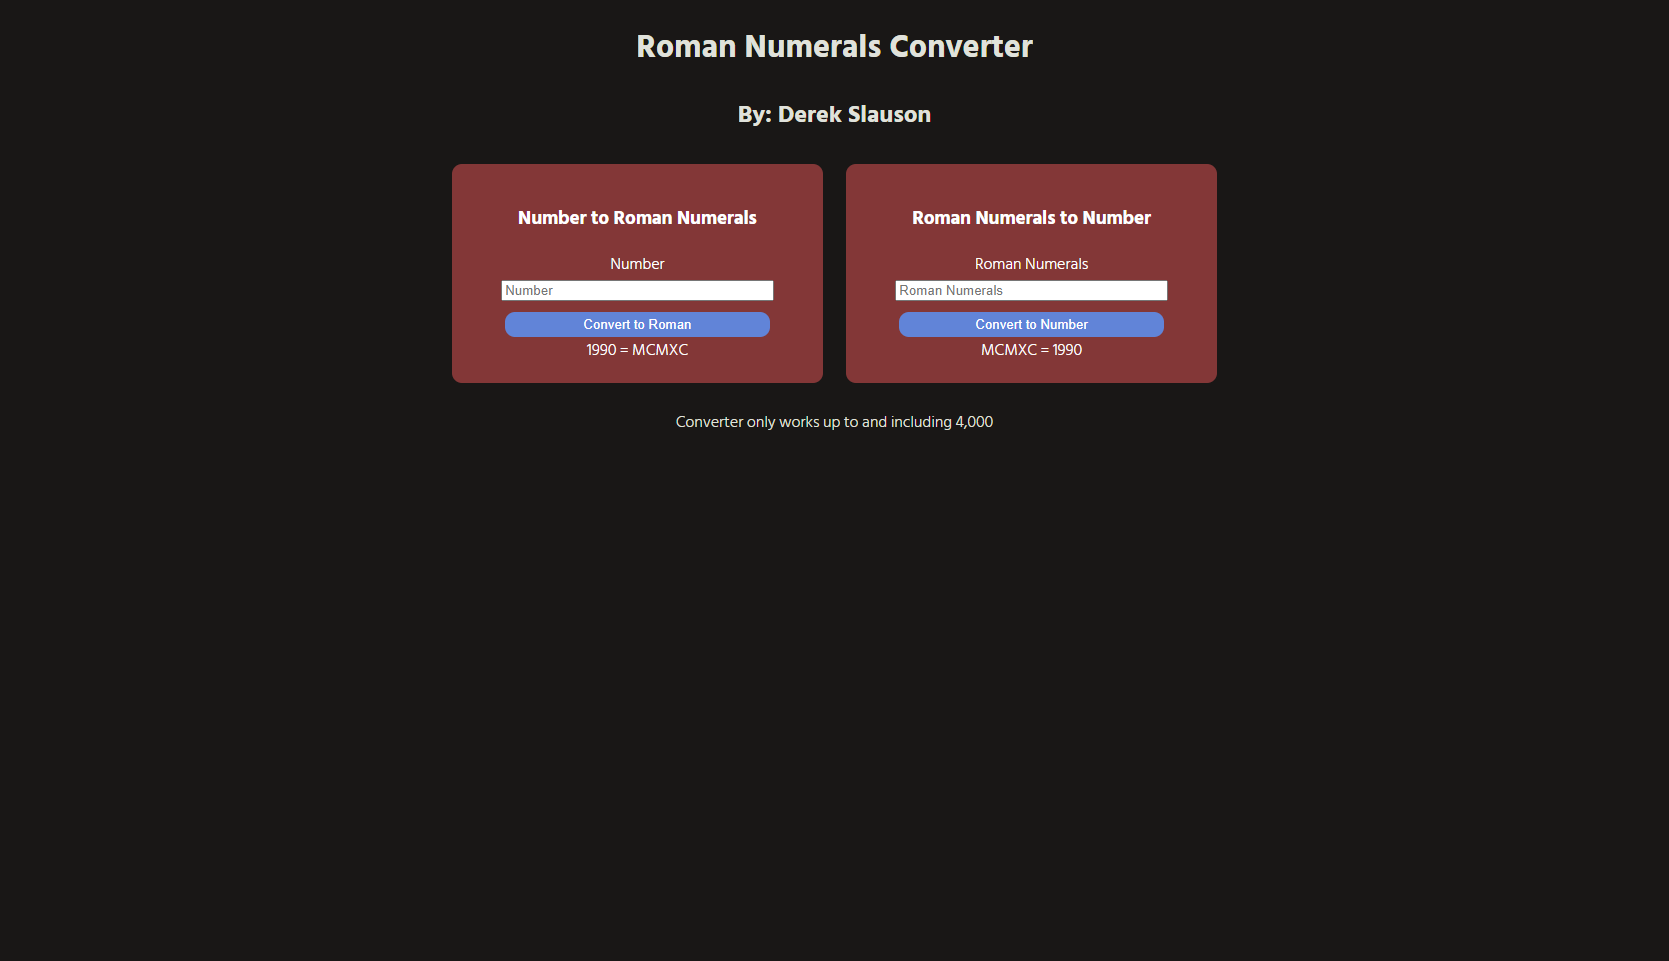 Roman Numerals Converter
By: Derek Slauson
Number to Roman Numerals
Number
Number
Convert to Roman
1990 = MCMXC
Roman Numerals to Number
Roman Numerals
Roman Numerals
Convert to Number
MCMXC = 1990
Converter only works up to and including 4,000